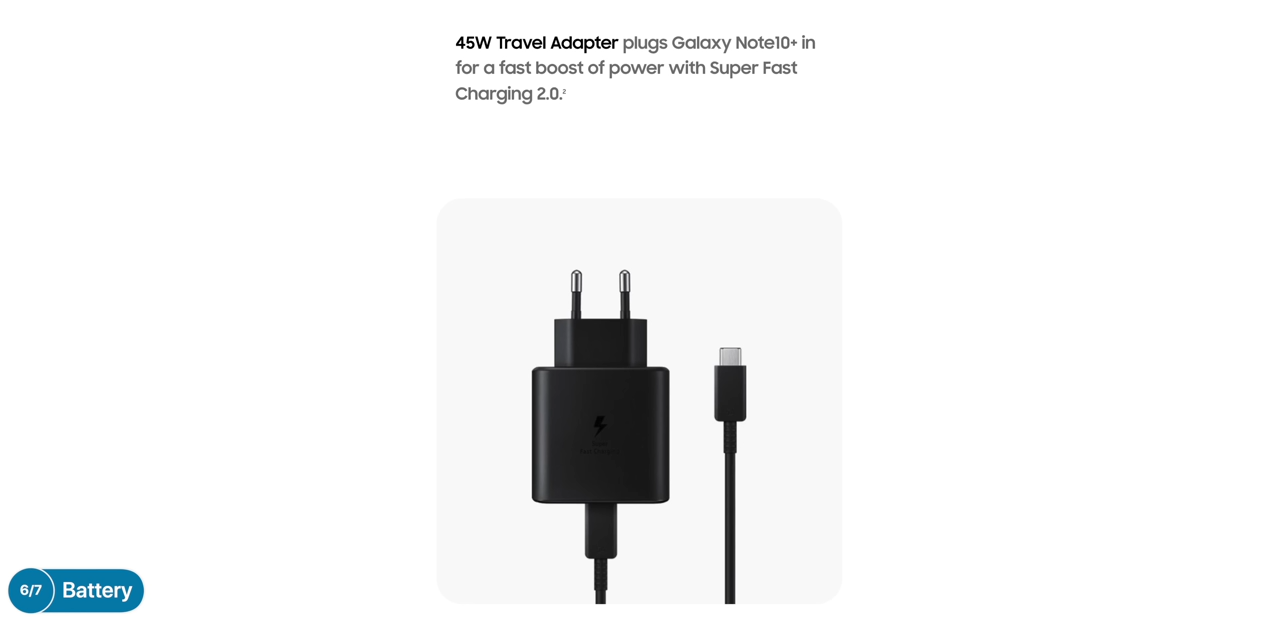 45W Travel Adapter plugs Galaxy Note10+ in
for a fast boost of power with Super Fast
Charging 2.0.²
6/7 Battery